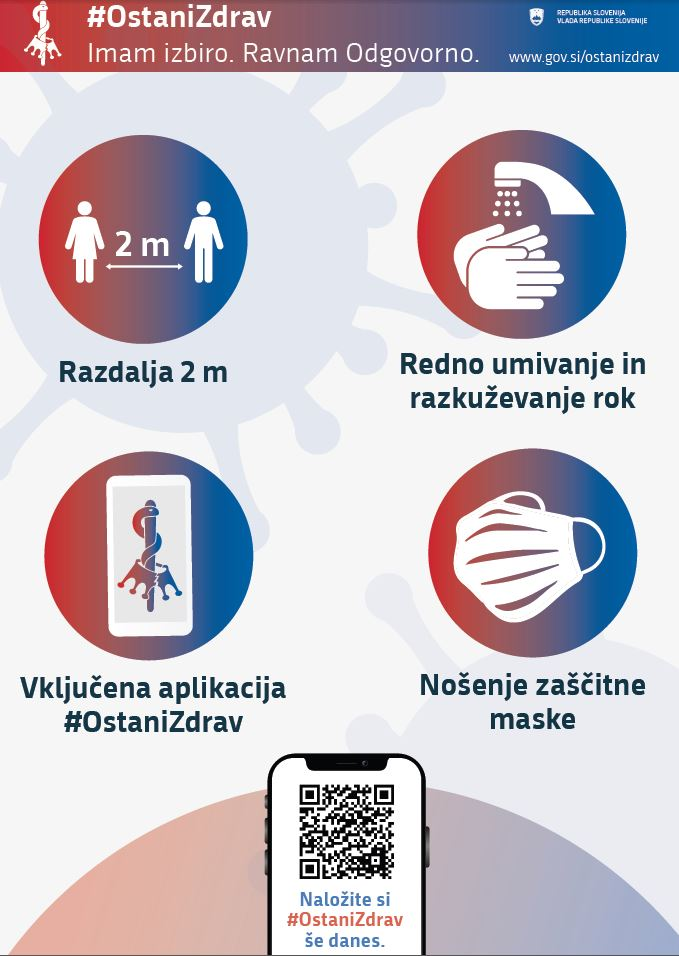 #OstaniZdrav
Imam izbiro. Ravnam Odgovorno.
REPUBLIKA SLOVENIJA
VLADA REPUBLIKE SLOVENIJE
www.gov.si/ostanizdrav
2 m
Razdalja 2 m
Redno umivanje in
razkuževanje rok
Vključena aplikacija
#OstaniZdrav
Nošenje zaščitne
maske
Naložite si
#OstaniZdrav
še danes.